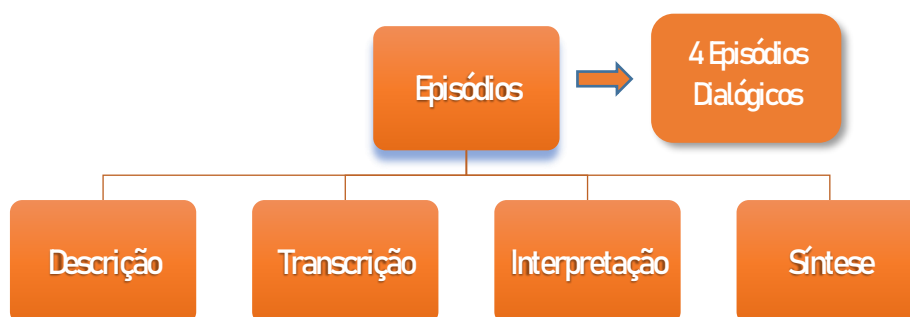 Episódios
4 Episódios
Dialógicos
Descrição
Transcrição
Interpretação
Síntese